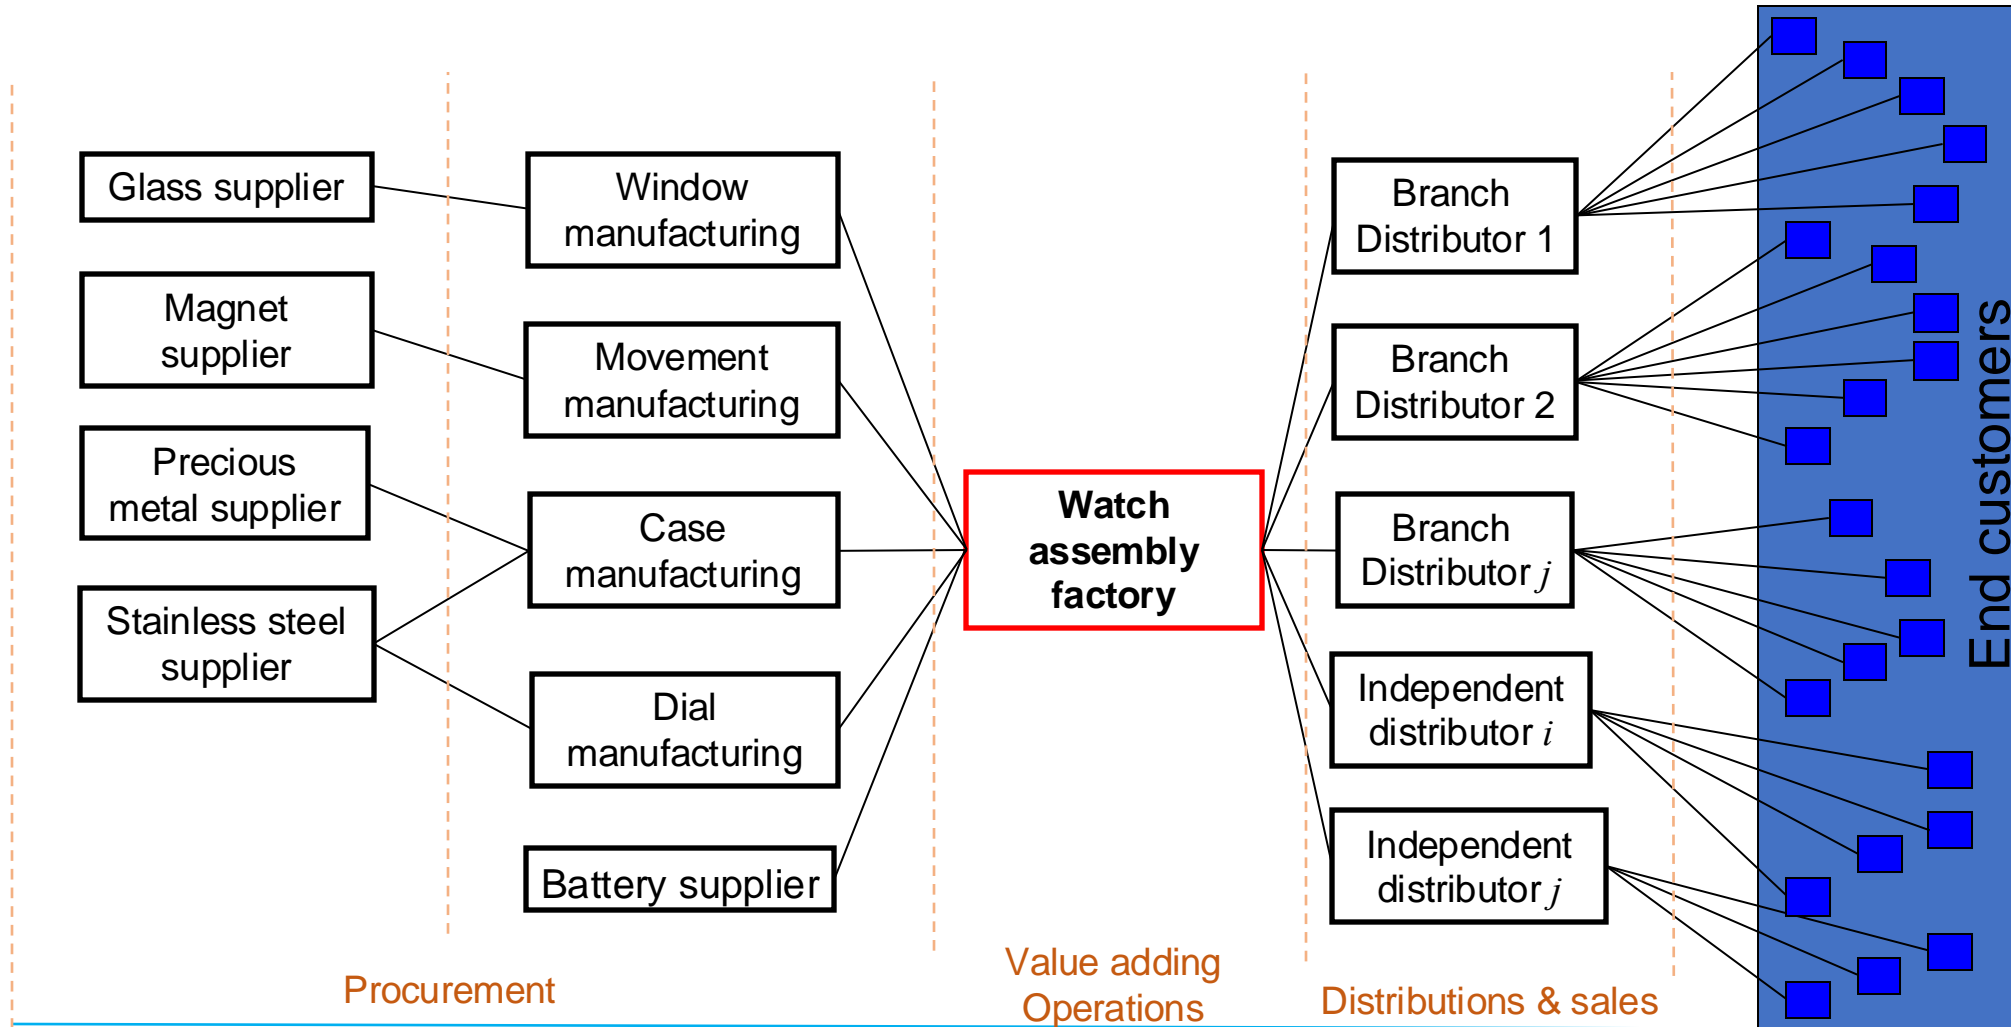 Glass supplier
Magnet
supplier
Precious
metal supplier
Stainless steel
supplier
Window
manufacturing
Movement
manufacturing
Case
manufacturing
Dial
manufacturing
Battery supplier
Watch
assembly
factory
Branch
Distributor 1
Branch
Distributor 2
Branch
Distributor j
Independent
distributor i
Independent
distributor j
End customers
Procurement
Value adding
Operations
Distributions & sales